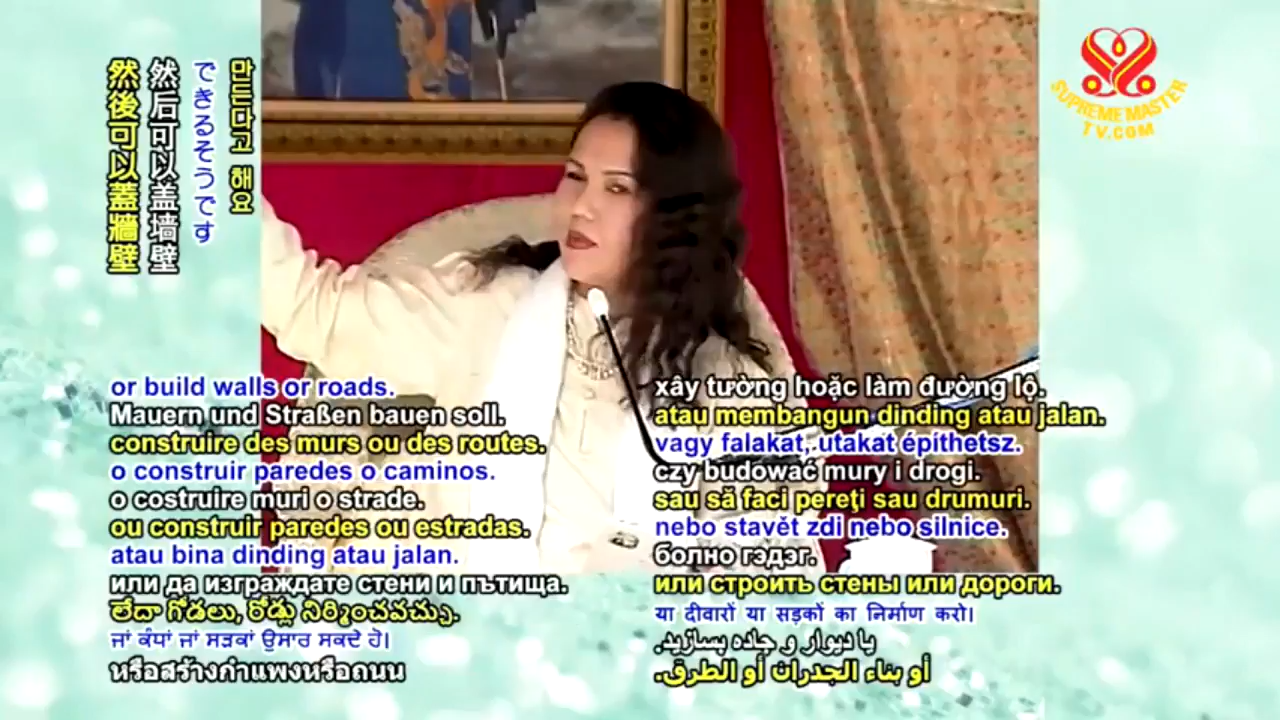 만든다고 해요
できるそうです
然后可以盖墙壁
然後可以蓋牆壁
SUPREME MASTER
TV.COM
or build walls or roads.
Mauern und Straßen bauen soll.
construire des murs ou des routes.
o construir paredes o caminos.
o costruire muri o strade.
ou construir paredes ou estradas.
atau bina dinding atau jalan.
или да изграждате стени и пътища.
లేదా గోడలు, రోడ్లు నిర్మించవచ్చు.
ਜਾਂ ਕੰਧਾਂ ਜਾਂ ਸੜਕਾਂ ਉਸਾਰ ਸਕਦੇ ਹੋ।
หรือสร้างกำแพงหรือถนน
xây tường hoặc làm đường lộ.
atau membangun dinding atau jalan.
vagy falakat, utakat építhetsz.
czy budować mury i drogi.
sau să faci pereţi sau drumuri.
nebo stavět zdi nebo silnice.
болно гэдэг.
или строить стены или дороги.
या दीवारों या सड़कों का निर्माण करो।
یا دیوار و جاده بسازید.
أو بناء الجدران أو الطرق.